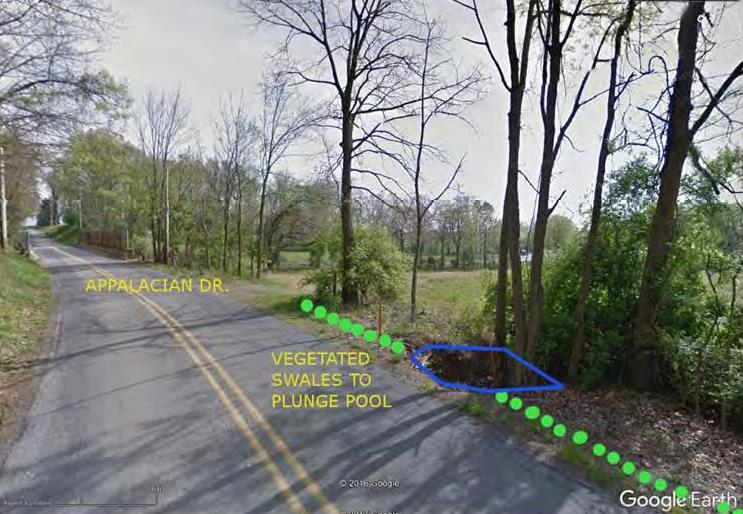 APPALACIAN DR.
VEGETATED
SWALES TO
PLUNGE POOL
© 2016 Google
Google Earth